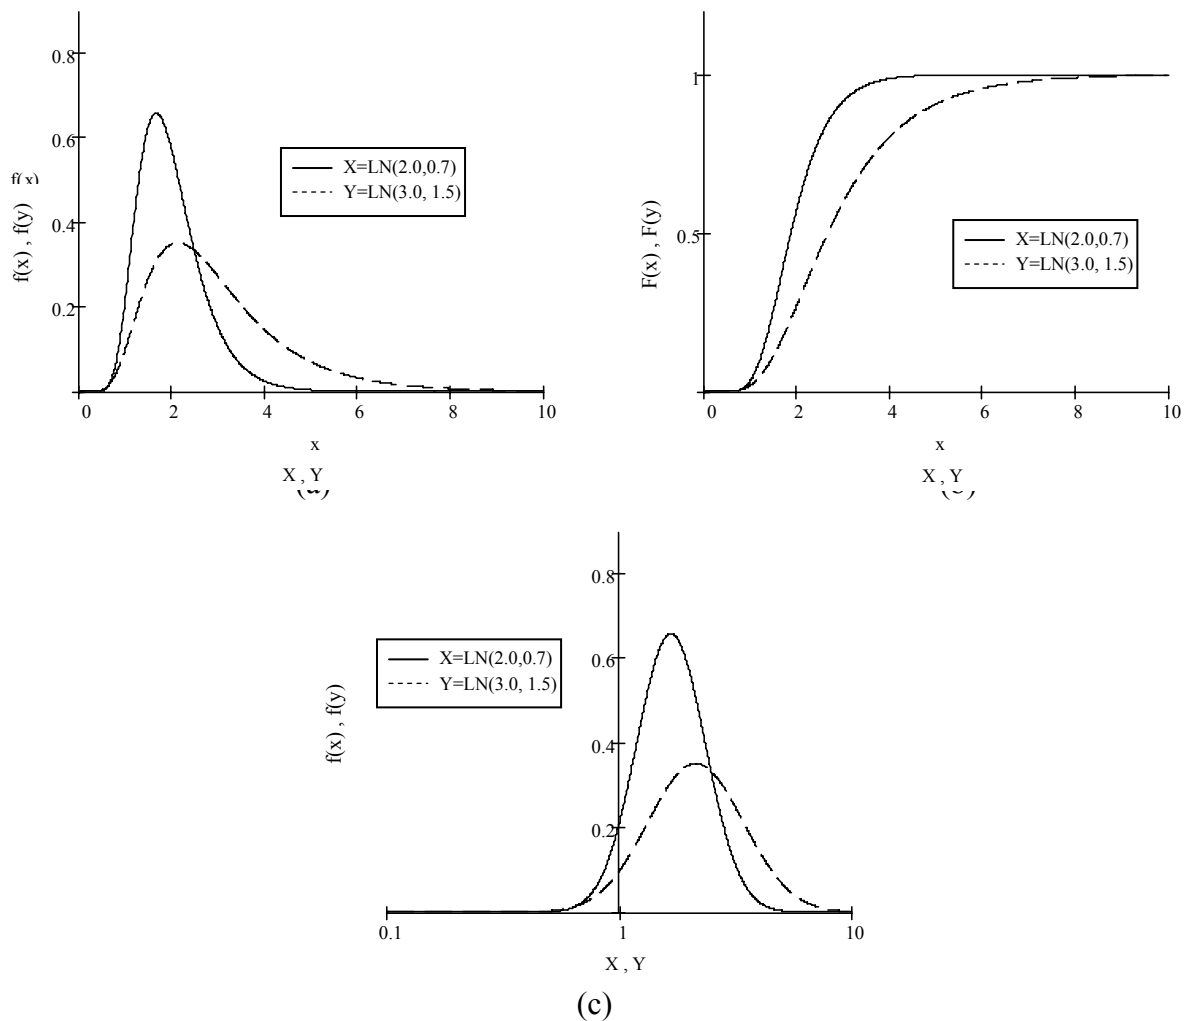 0.8
0.6
f(x)
0.4
0.2
f(x) , f(y)
X=LN(2.0,0.7)
Y=LN(3.0, 1.5)
0 2 4 6 8 10
x
X , Y
(a)
1
0.5
F(x) , F(y)
X=LN(2.0,0.7)
Y=LN(3.0, 1.5)
0 2 4 6 8 10
x
X , Y
0.8
0.6
0.4
0.2
f(x) , f(y)
X=LN(2.0,0.7)
Y=LN(3.0, 1.5)
0.1 1 10
X , Y
(c)